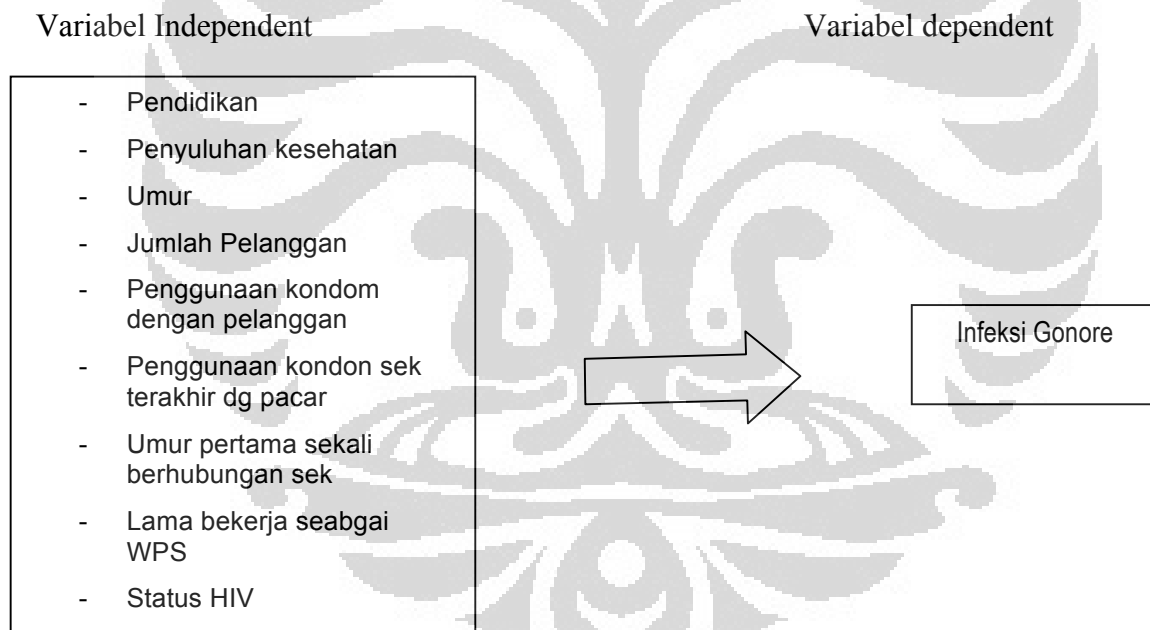 Variabel Independent
Variabel dependent
- Pendidikan
- Penyuluhan kesehatan
- Umur
- Jumlah Pelanggan
- Penggunaan kondom
dengan pelanggan
- Penggunaan kondon sek
terakhir dg pacar
- Umur pertama sekali
berhubungan sek
- Lama bekerja seabgai
WPS
- Status HIV
Infeksi Gonore